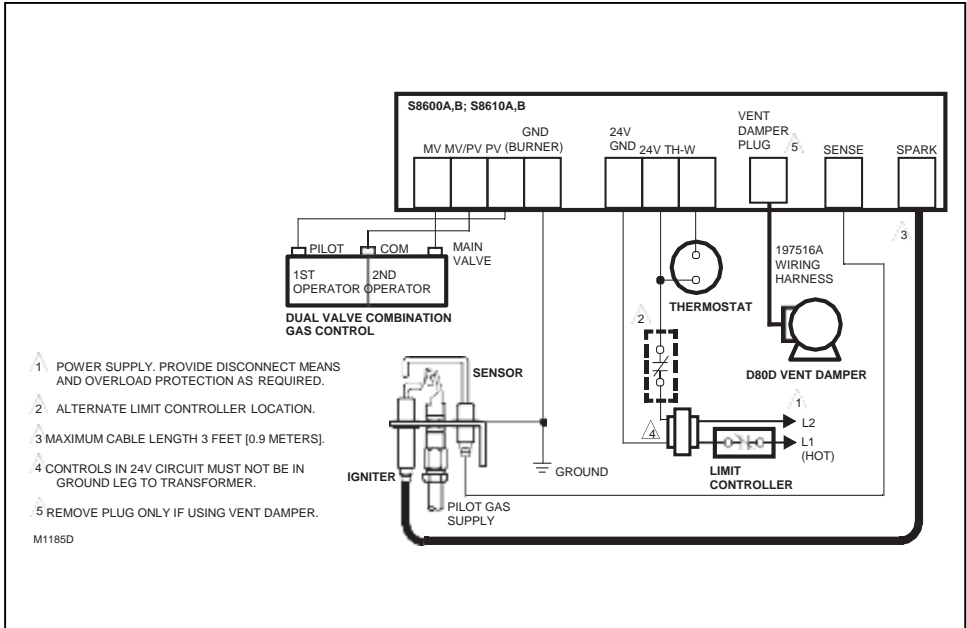 S8600A,B; S8610A,B
MV MV/PV PV
GND
(BURNER)
24V
GND
24V TH-W
VENT
DAMPER
PLUG
5
SENSE
SPARK
3
PILOT
COM
MAIN
VALVE
1ST
OPERATOR
2ND
OPERATOR
DUAL VALVE COMBINATION
GAS CONTROL
THERMOSTAT
197516A
WIRING
HARNESS
D80D VENT DAMPER
2
1
L2
L1
(HOT)
4
LIMIT
CONTROLLER
SENSOR
IGNITER
GROUND
PILOT GAS
SUPPLY
1 POWER SUPPLY. PROVIDE DISCONNECT MEANS
AND OVERLOAD PROTECTION AS REQUIRED.
2 ALTERNATE LIMIT CONTROLLER LOCATION.
3 MAXIMUM CABLE LENGTH 3 FEET [0.9 METERS].
4 CONTROLS IN 24V CIRCUIT MUST NOT BE IN
GROUND LEG TO TRANSFORMER.
5 REMOVE PLUG ONLY IF USING VENT DAMPER.
M1185D